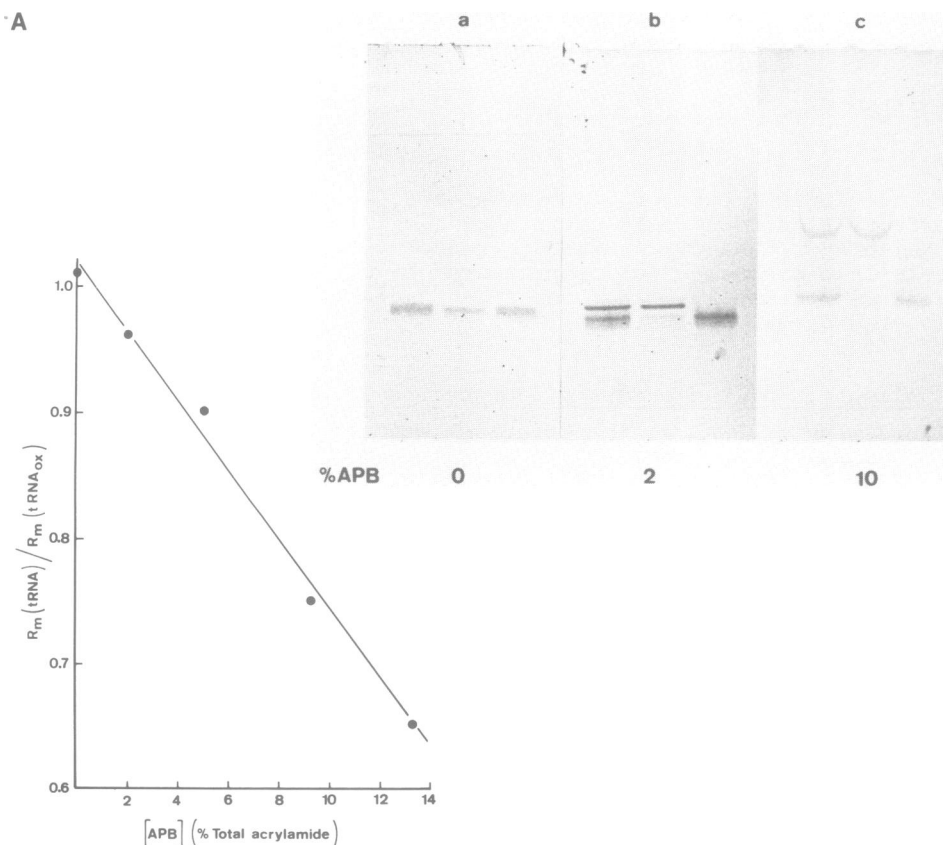 A
a b c
%APB 0 2 10
1.0
0.9
0.8
0.7
0.6
Rm(tRNA)/Rm(tRNAox)
2 4 6 8 10 12 14
[APB] (% Total acrylamide)